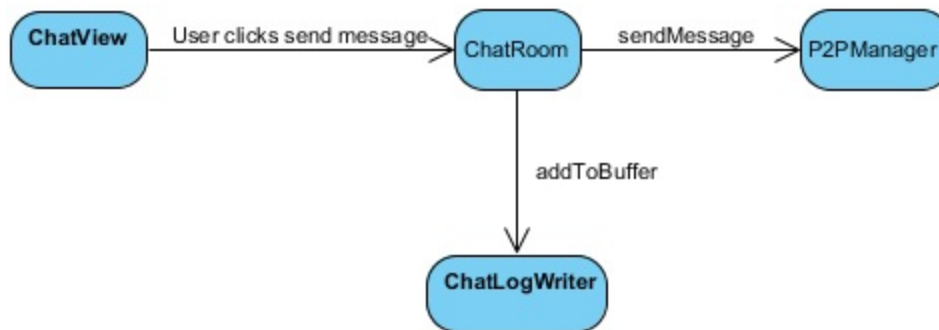 ChatView
User clicks send message
ChatRoom
sendMessage
P2PManager
addToBuffer
ChatLogWriter